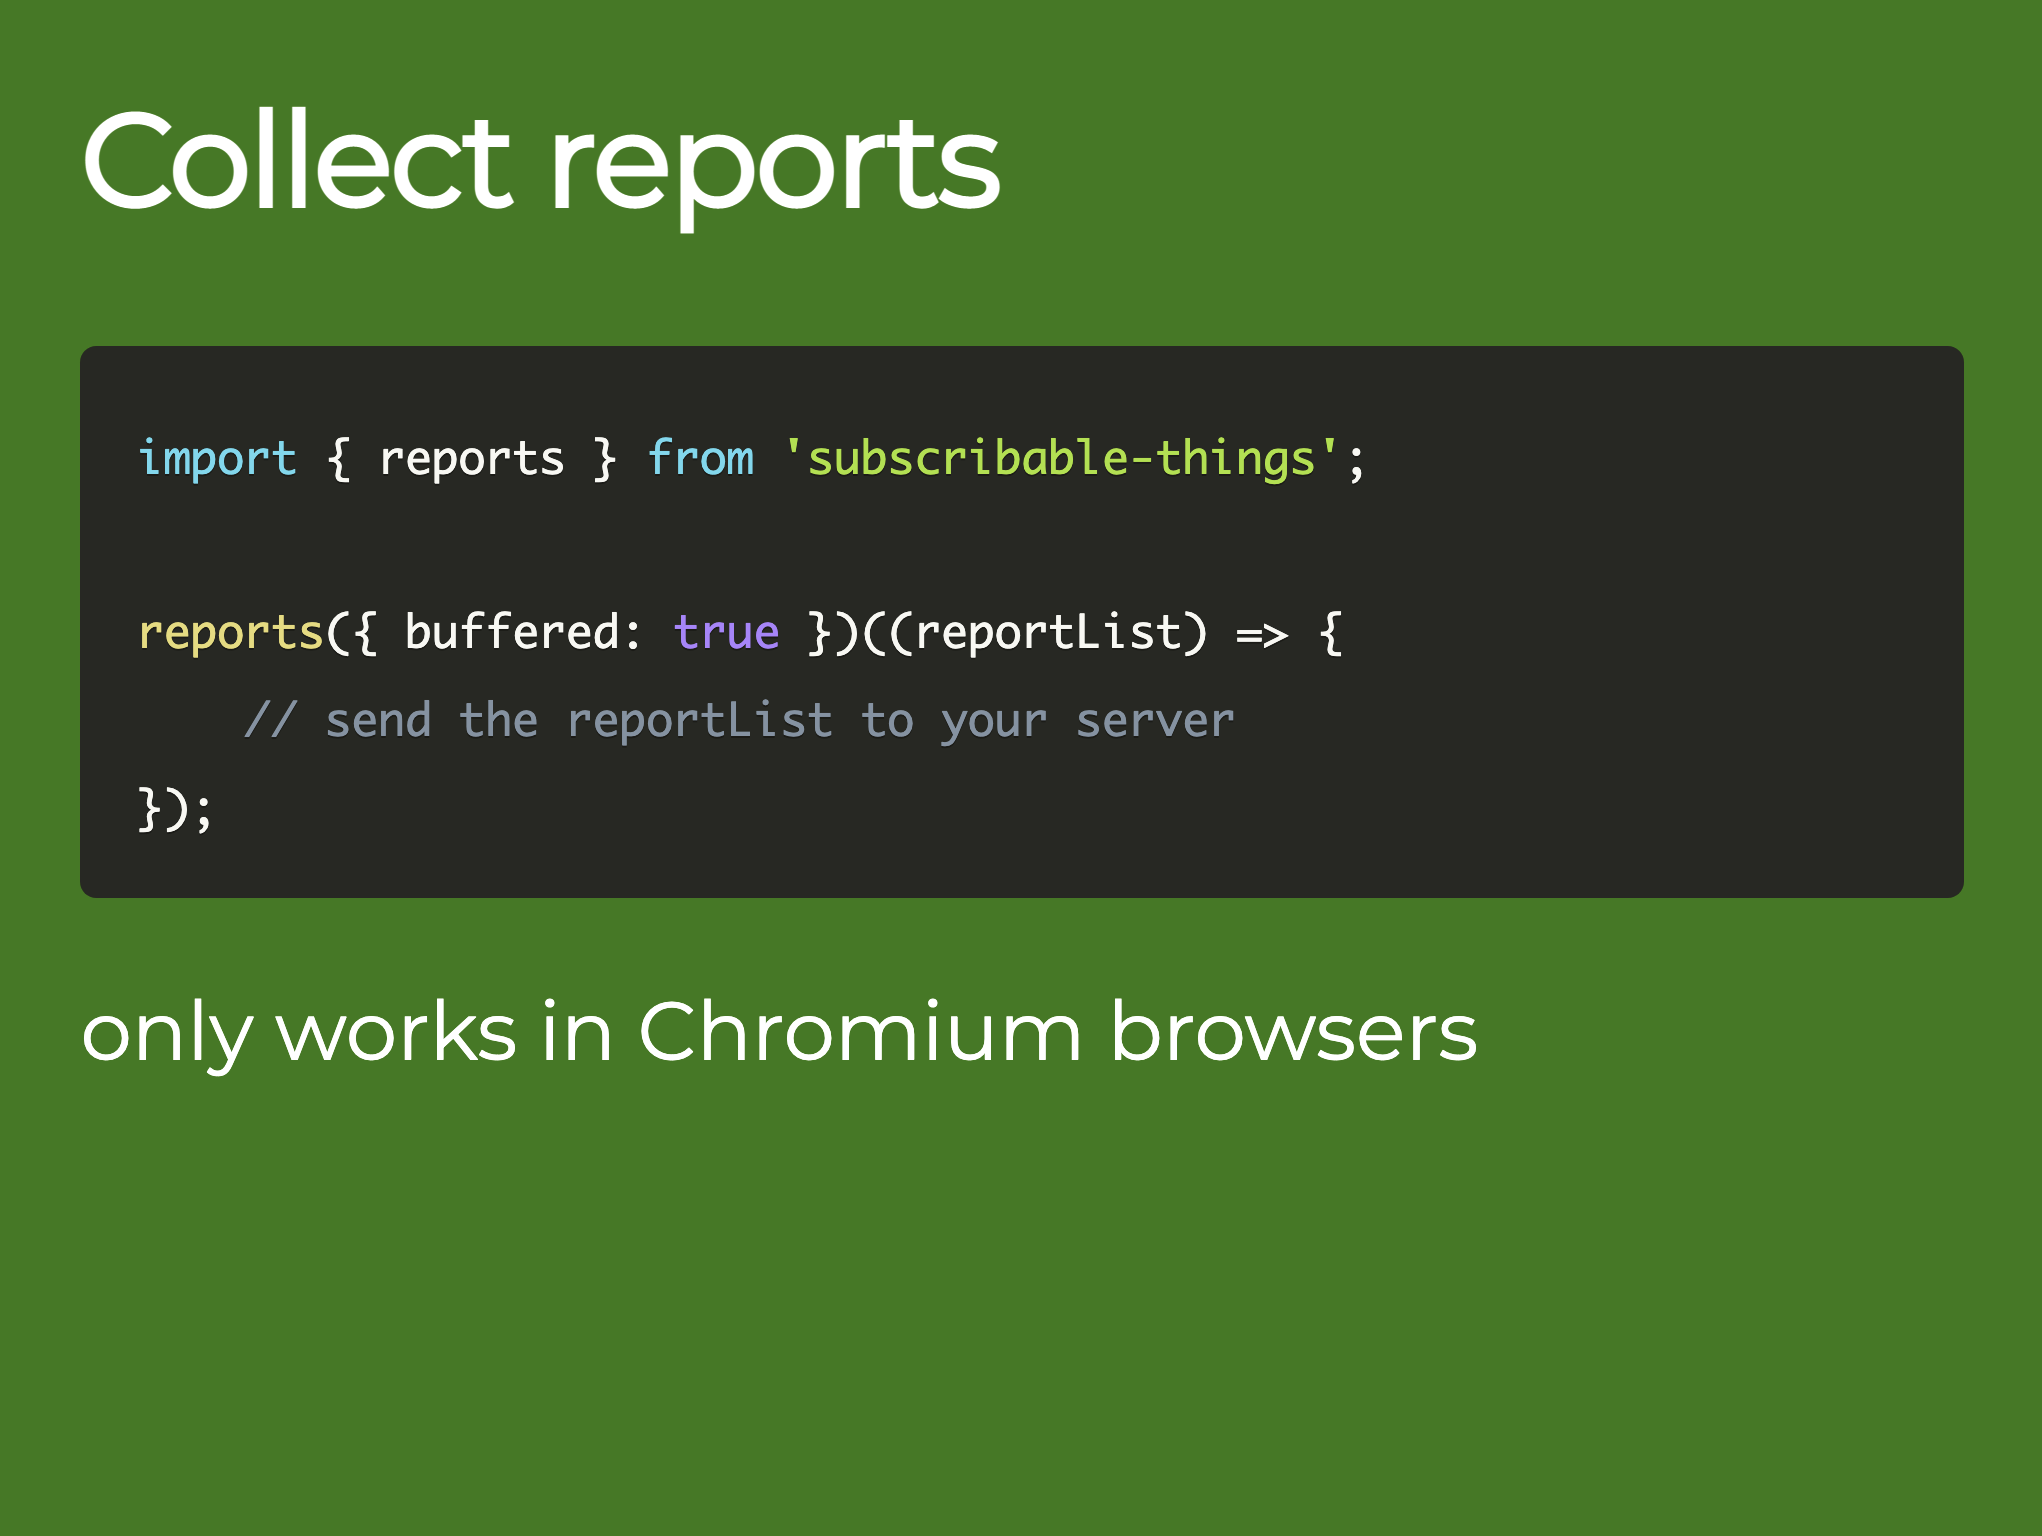 Collect reports
import { reports } from 'subscribable-things';
reports({ buffered: true })((reportList) => {
    // send the reportList to your server
});
only works in Chromium browsers